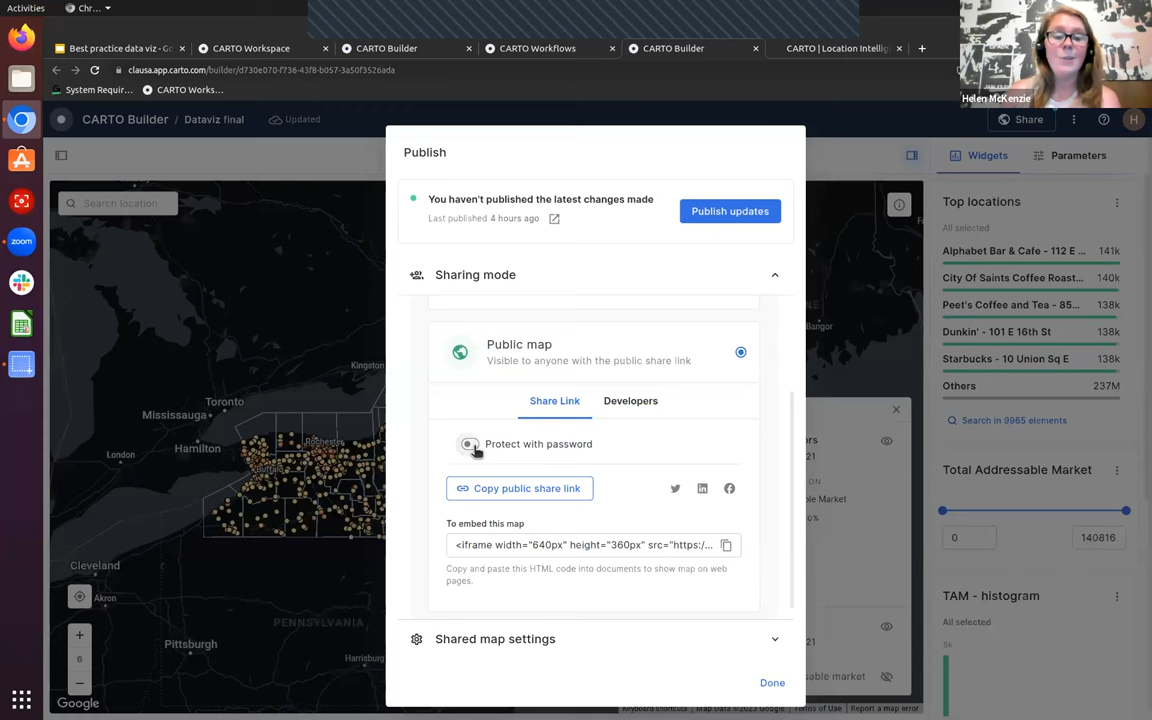 Activities
Chr...
Best practice data viz - Go
CARTO Workspace
CARTO Builder
CARTO Workflows
CARTO Builder
CARTO | Location Intellig
clausa.app.carto.com/builder/d730e070-f736-43f8-b057-3a50f3526ada
System Requir...
CARTO Works...
Helen McKenzie
CARTO Builder / Dataviz final
Updated
Share
H
Search location
Publish
You haven't published the latest changes made
Last published 4 hours ago
Publish updates
Sharing mode
Public map
Visible to anyone with the public share link
Share Link
Developers
Protect with password
Copy public share link
To embed this map
<iframe width="640px" height="360px" src="https:/...
Copy and paste this HTML code into documents to show map on web
pages.
Shared map settings
Done
Widgets
Parameters
Top locations
All selected
Alphabet Bar & Cafe - 112 E ... 141k
City Of Saints Coffee Roast... 140k
Peet's Coffee and Tea - 85... 138k
Dunkin' - 101 E 16th St 138k
Starbucks - 10 Union Sq E 138k
Others 237M
Search in 9965 elements
Total Addressable Market
0
140816
TAM - histogram
All selected
5k
Kingston
Toronto
Mississauga
Hamilton
London
Rochester
Buffalo
Cleveland
Akron
PENNSYLVANIA
Pittsburgh
Harrisburg
Bangor
6
Google
Keyboard shortcuts
Map Data ©2023 Google
Terms of Use
Report a map error